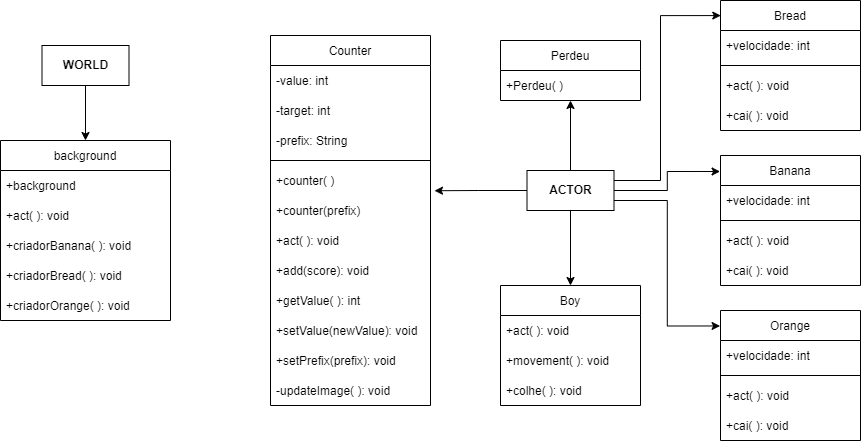 WORLD
background
+background
+act( ): void
+criadorBanana( ): void
+criadorBread( ): void
+criadorOrange( ): void
Counter
-value: int
-target: int
-prefix: String
+counter( )
+counter(prefix)
+act( ): void
+add(score): void
+getValue( ): int
+setValue(newValue): void
+setPrefix(prefix): void
-updateImage( ): void
Perdeu
+Perdeu( )
ACTOR
Boy
+act( ): void
+movement( ): void
+colhe( ): void
Bread
+velocidade: int
+act( ): void
+cai( ): void
Banana
+velocidade: int
+act( ): void
+cai( ): void
Orange
+velocidade: int
+act( ): void
+cai( ): void